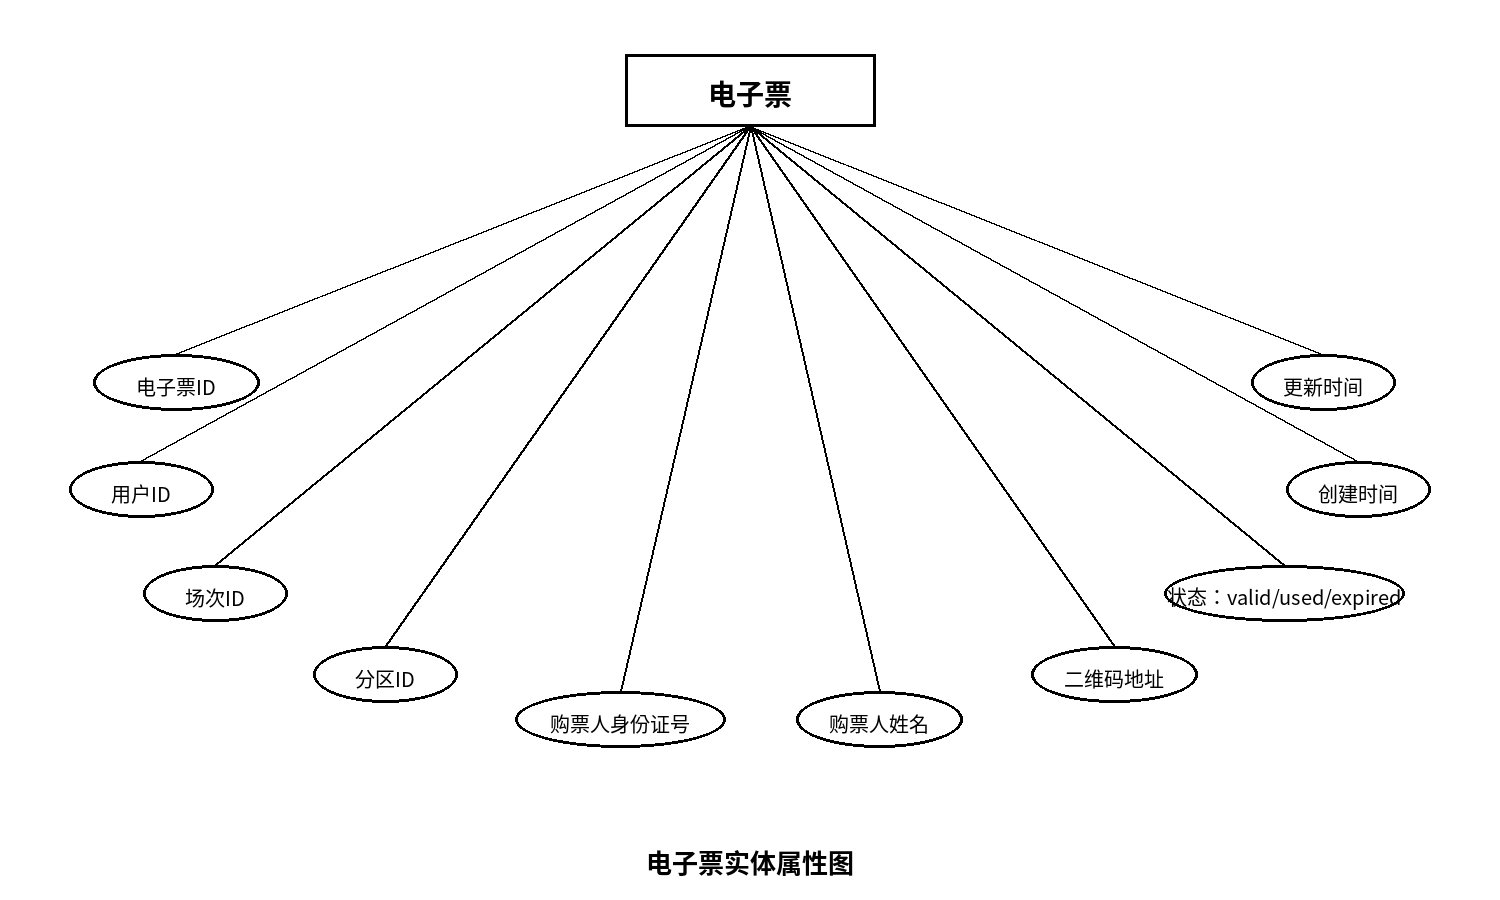 电子票
电子票ID
更新时间
用户ID
创建时间
场次ID
状态：valid/used/expired
分区ID
二维码地址
购票人身份证号
购票人姓名
电子票实体属性图